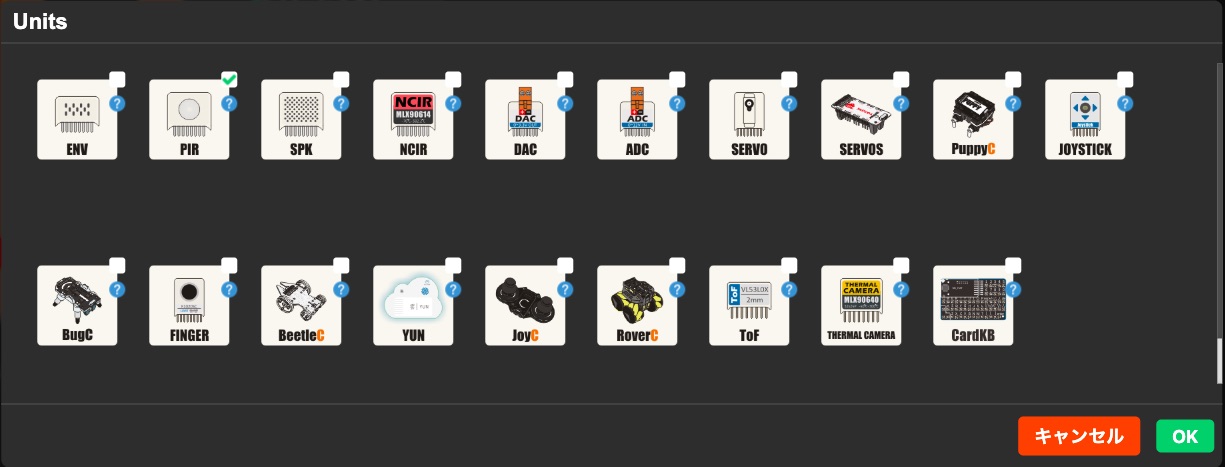 Units
ENV
PIR
SPK
NCIR
MLX90614
NCIR
DAC
DAC
ADC
ADC
SERVO
SERVOS
PuppyC
JOYSTICK
BugC
FINGER
BeetleC
YUN
YUN
JoyC
RoverC
ToF
VL53L0X
2mm
ToF
THERMAL
CAMERA
MLX90640
THERMAL CAMERA
CardKB
キャンセル
OK